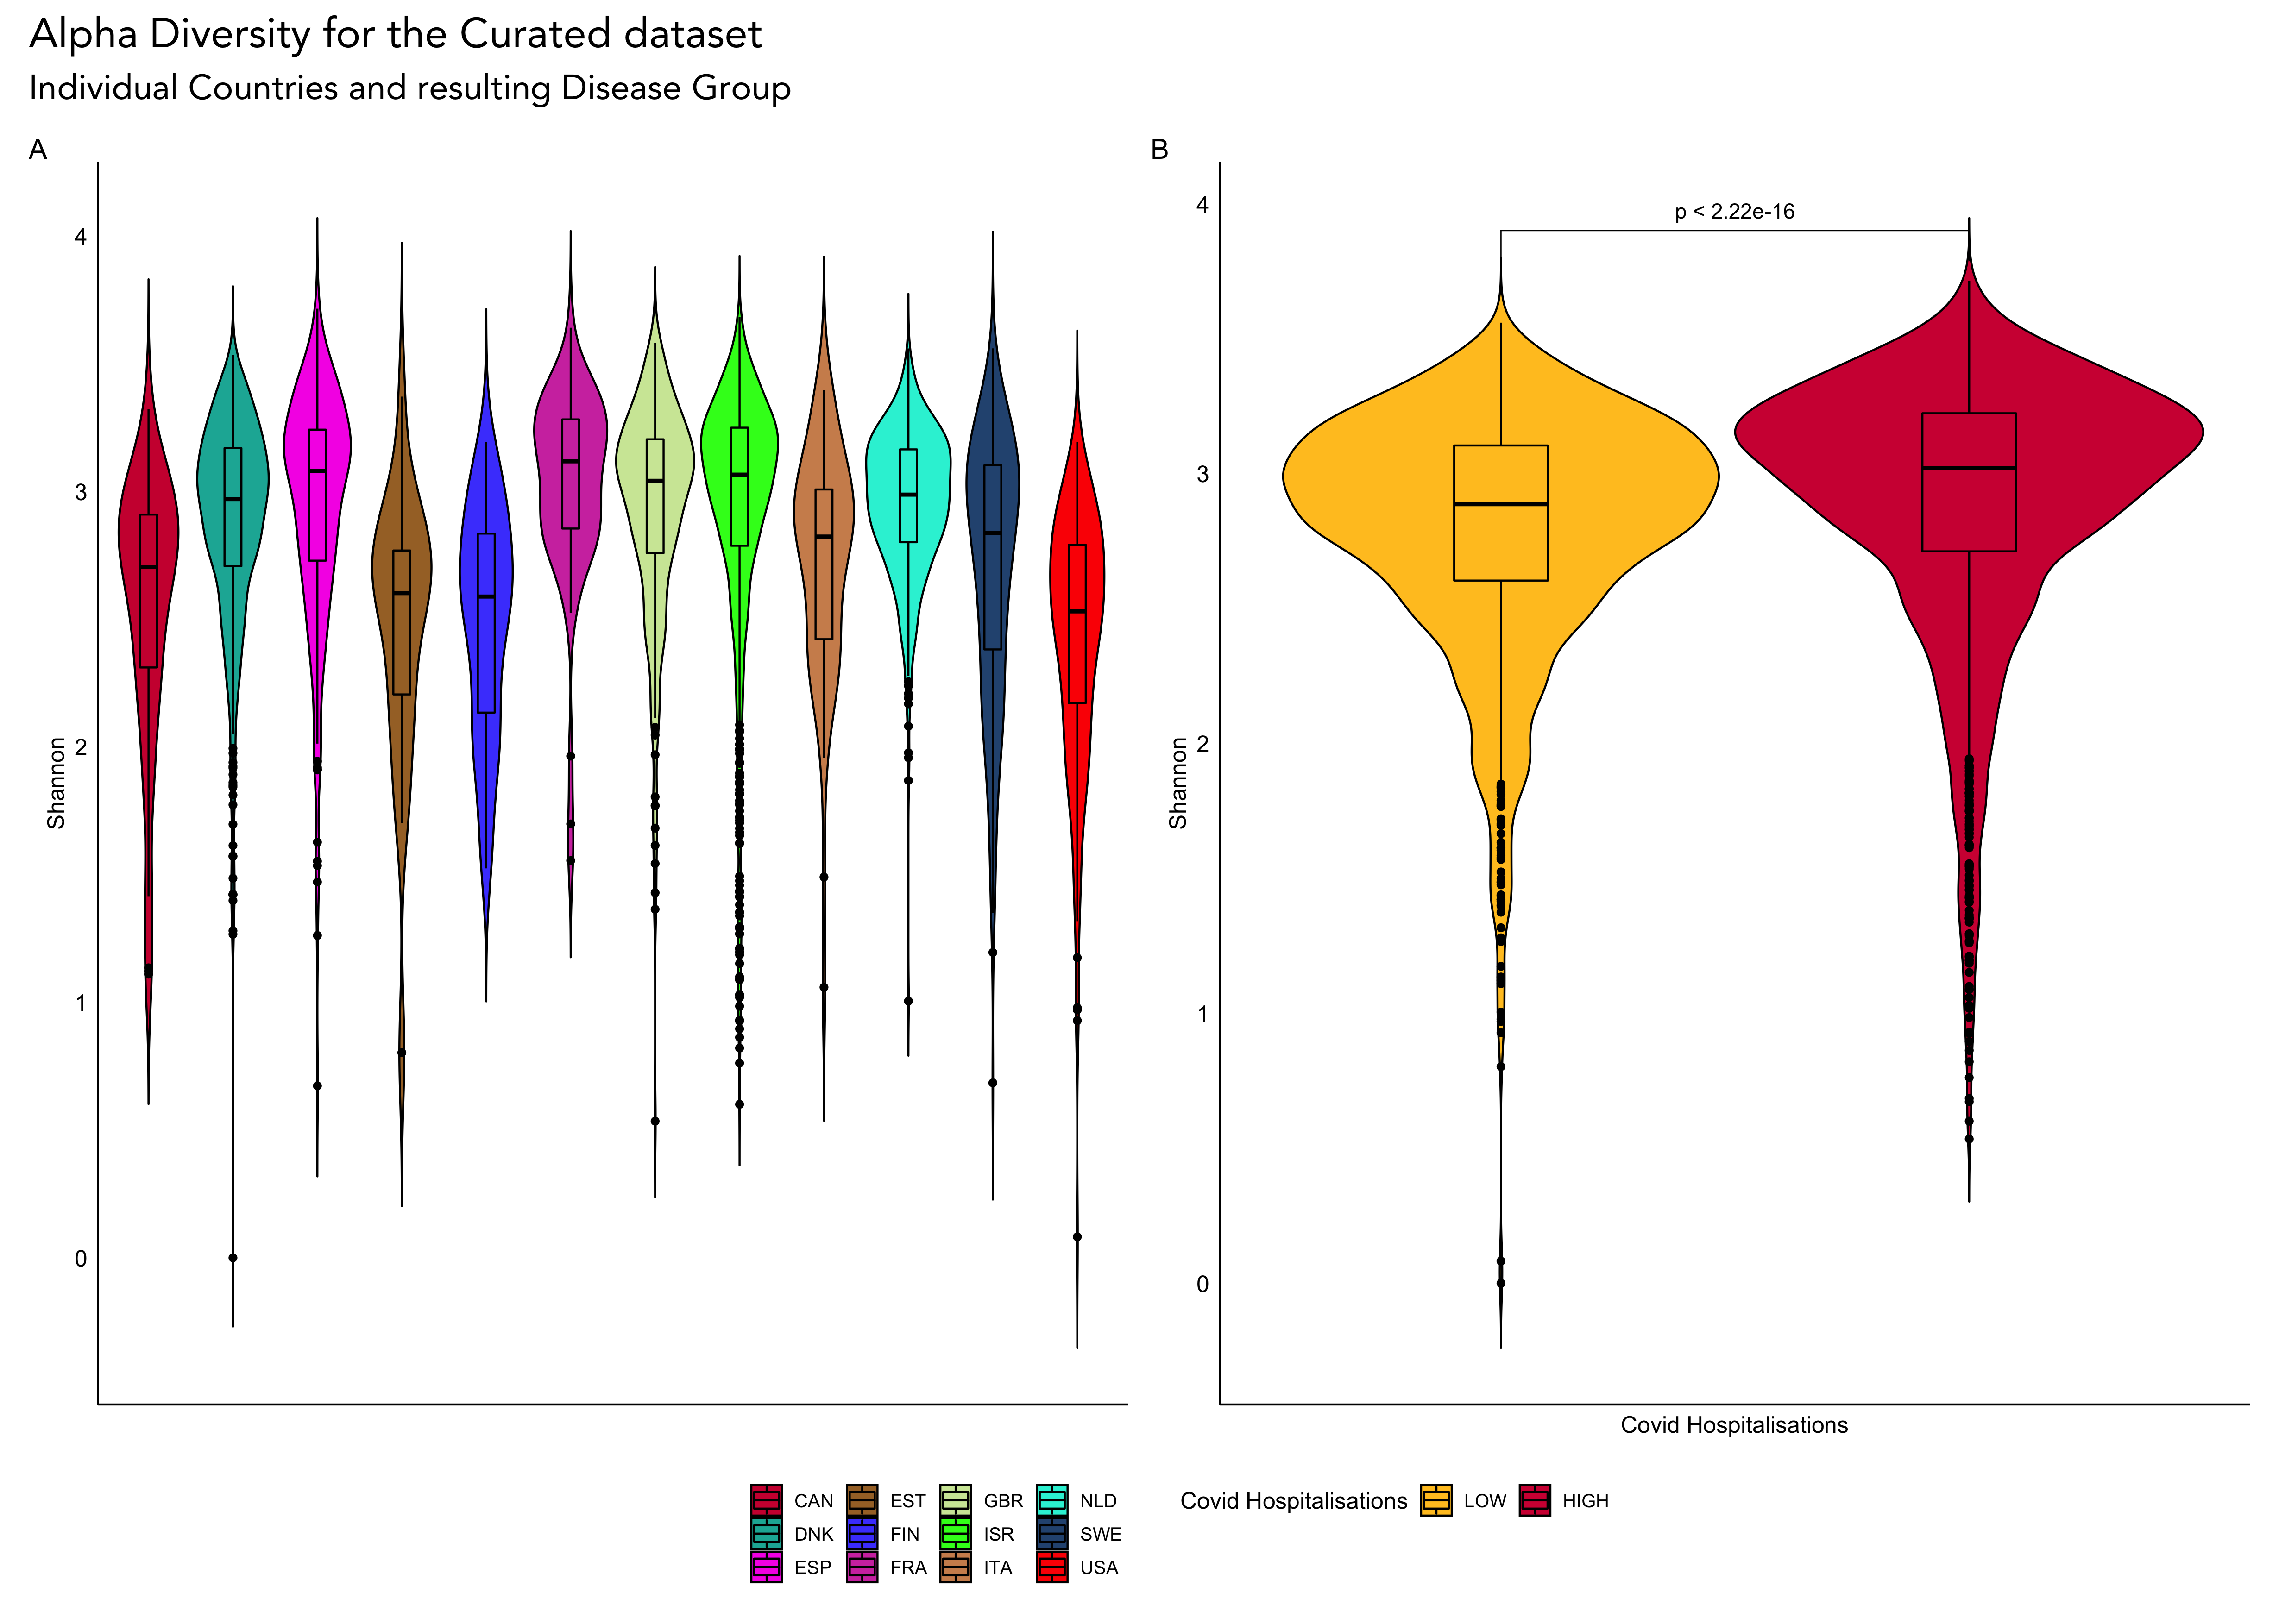 Alpha Diversity for the Curated dataset
Individual Countries and resulting Disease Group
A
4
3
2
1
0
Shannon
B
4
3
2
1
0
Shannon
p < 2.22e-16
Covid Hospitalisations
CAN EST GBR NLD
DNK FIN ISR SWE
ESP FRA ITA USA
Covid Hospitalisations LOW HIGH